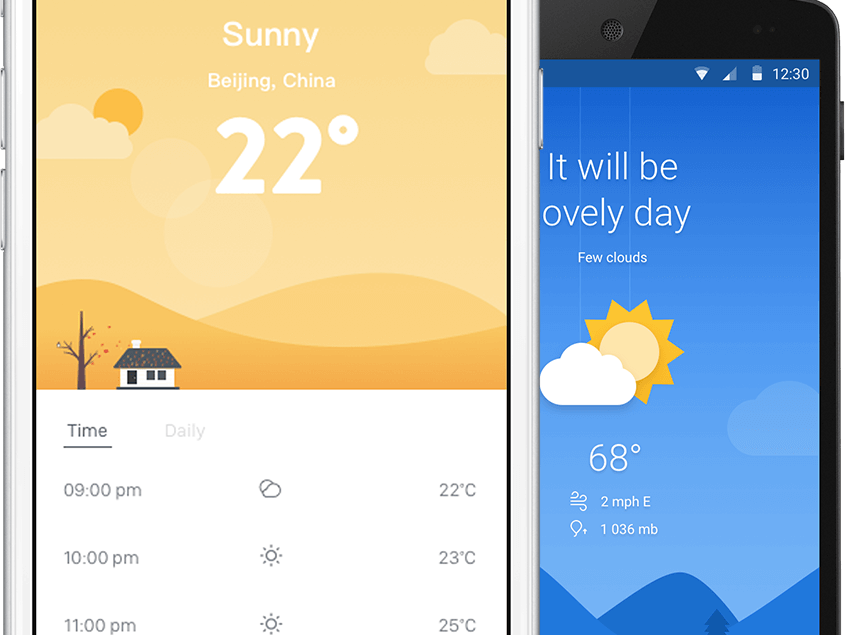 Sunny
Beijing, China
22°
Time Daily
09:00 pm 22°C
10:00 pm 23°C
11:00 pm 25°C
12:30
It will be
ovely day
Few clouds
68°
2 mph E
1 036 mb